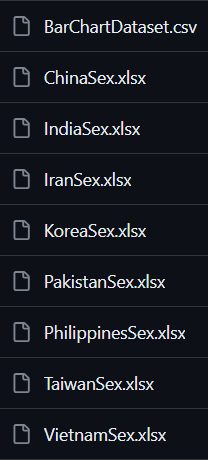 BarChartDataset.csv
ChinaSex.xlsx
IndiaSex.xlsx
IranSex.xlsx
KoreaSex.xlsx
PakistanSex.xlsx
PhilippinesSex.xlsx
TaiwanSex.xlsx
VietnamSex.xlsx